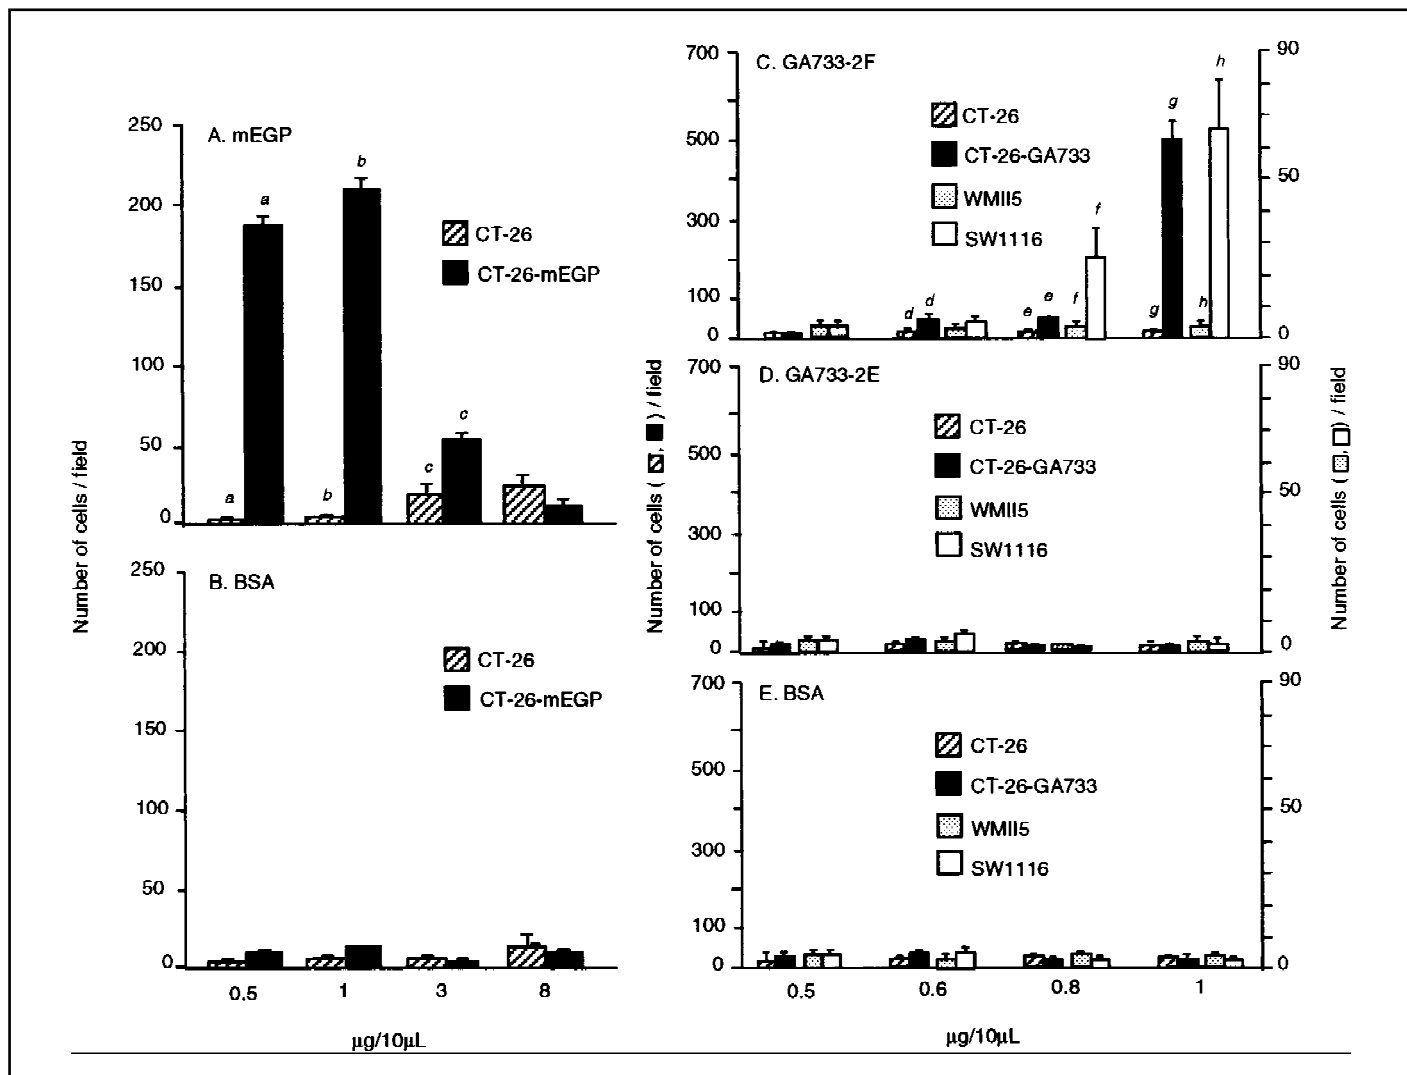 A. mEGP
250
200
150
100
50
0
a
a
b
b
c
c
CT-26
CT-26-mEGP
B. BSA
250
200
150
100
50
0
CT-26
CT-26-mEGP
0.5 1 3 8
µg/10µL
Number of cells / field
C. GA733-2F
700
500
300
100
0
90
50
0
CT-26
CT-26-GA733
WMII5
SW1116
d
d
e
e
f
f
g
g
h
h
D. GA733-2E
700
500
300
100
0
90
50
0
CT-26
CT-26-GA733
WMII5
SW1116
E. BSA
700
500
300
100
0
90
50
0
CT-26
CT-26-GA733
WMII5
SW1116
0.5 0.6 0.8 1
µg/10µL
Number of cells ( , ) / field
Number of cells ( , ) / field